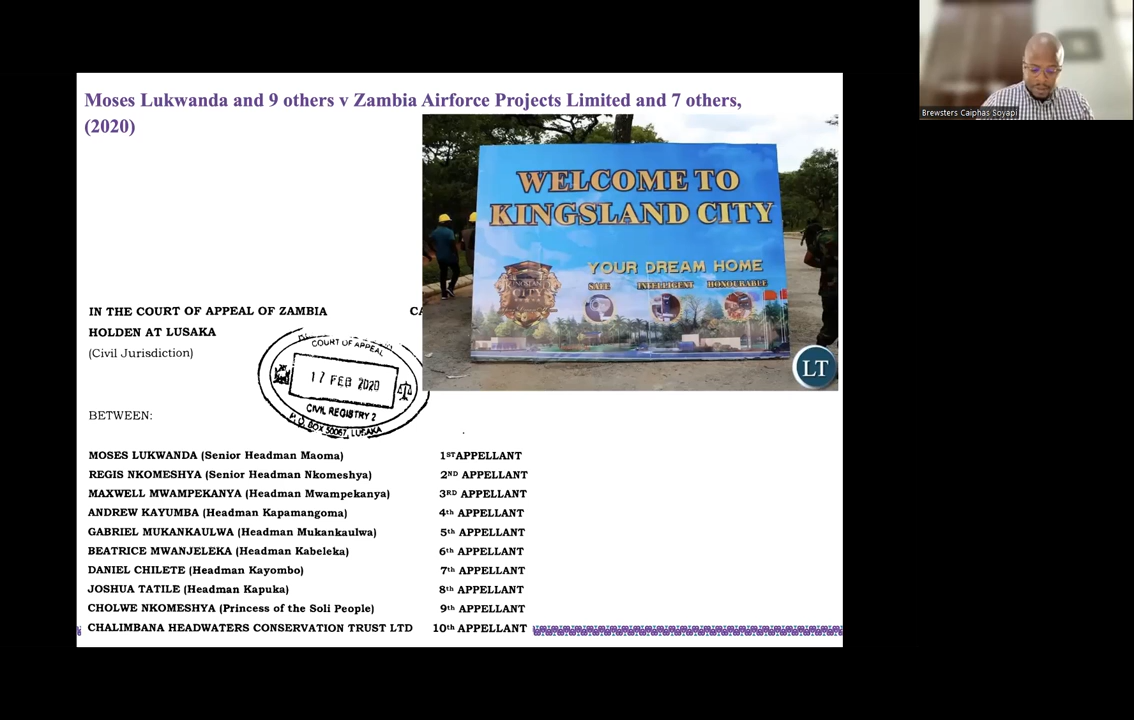 Moses Lukwanda and 9 others v Zambia Airforce Projects Limited and 7 others,
(2020)
WELCOME TO
KINGSLAND CITY
YOUR DREAM HOME
SAFE INTELLIGENT HONOURABLE
KINGSLAND
CITY
LT
IN THE COURT OF APPEAL OF ZAMBIA
HOLDEN AT LUSAKA
(Civil Jurisdiction)
COURT OF APPEAL
17 FEB 2020
CIVIL REGISTRY 2
P.O. BOX 50067, LUSAKA
BETWEEN:
MOSES LUKWANDA (Senior Headman Maoma) 1ST APPELLANT
REGIS NKOMESHYA (Senior Headman Nkomeshya) 2ND APPELLANT
MAXWELL MWAMPEKANYA (Headman Mwampekanya) 3RD APPELLANT
ANDREW KAYUMBA (Headman Kapamangoma) 4th APPELLANT
GABRIEL MUKANKAULWA (Headman Mukankaulwa) 5th APPELLANT
BEATRICE MWANJELEKA (Headman Kabeleka) 6th APPELLANT
DANIEL CHILETE (Headman Kayombo) 7th APPELLANT
JOSHUA TATILE (Headman Kapuka) 8th APPELLANT
CHOLWE NKOMESHYA (Princess of the Soli People) 9th APPELLANT
CHALIMBANA HEADWATERS CONSERVATION TRUST LTD 10th APPELLANT
Brewsters Caiphas Soyapi